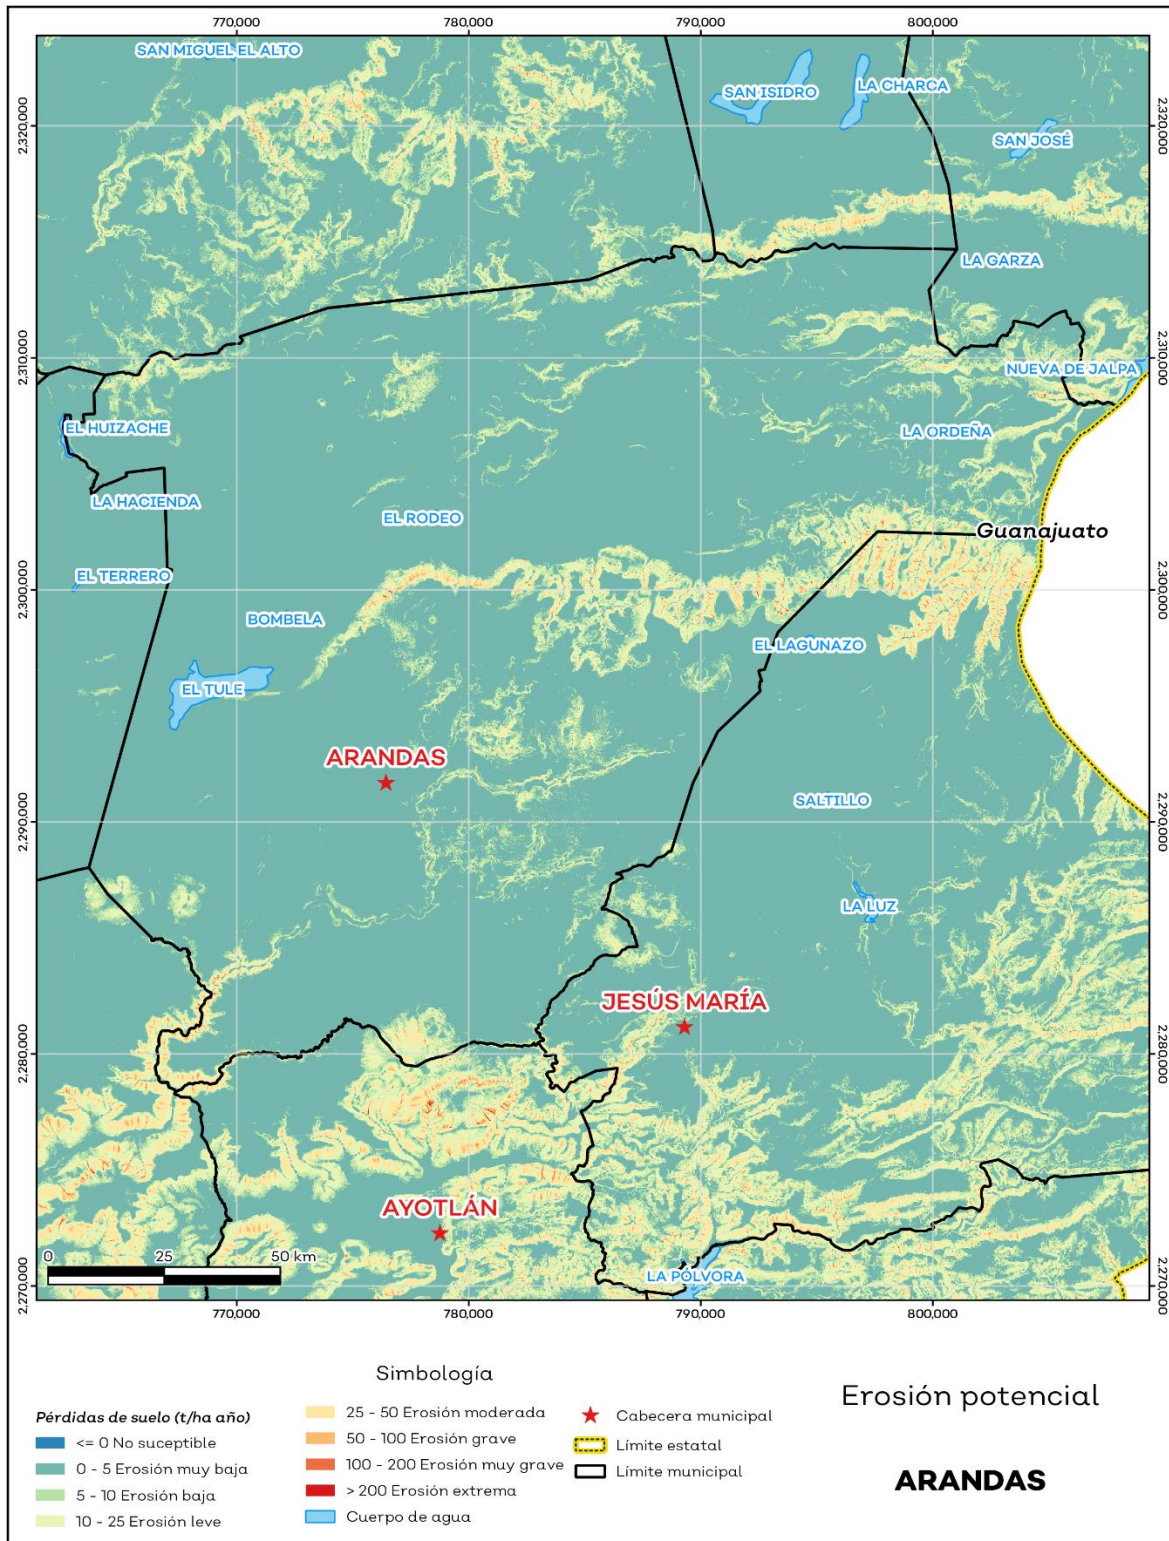 770,000
780,000
790,000
800,000
SAN MIGUEL EL ALTO
SAN ISIDRO
LA CHARCA
2,320,000
2,320,000
SAN JOSÉ
LA GARZA
2,310,000
2,310,000
NUEVA DE JALPA
EL HUIZACHE
LA ORDEÑA
LA HACIENDA
EL RODEO
Guanajuato
EL TERRERO
2,300,000
2,300,000
BOMBELA
EL LAGUNAZO
EL TULE
ARANDAS
SALTILLO
2,290,000
2,290,000
LA LUZ
JESÚS MARÍA
2,280,000
2,280,000
AYOTLÁN
0 25 50 km
LA PÓLVORA
2,270,000
2,270,000
770,000
780,000
790,000
800,000
Simbología
Pérdidas de suelo (t/ha año)
<= 0 No suceptible
0 - 5 Erosión muy baja
5 - 10 Erosión baja
10 - 25 Erosión leve
25 - 50 Erosión moderada
50 - 100 Erosión grave
100 - 200 Erosión muy grave
> 200 Erosión extrema
Cuerpo de agua
Cabecera municipal
Límite estatal
Límite municipal
Erosión potencial
ARANDAS